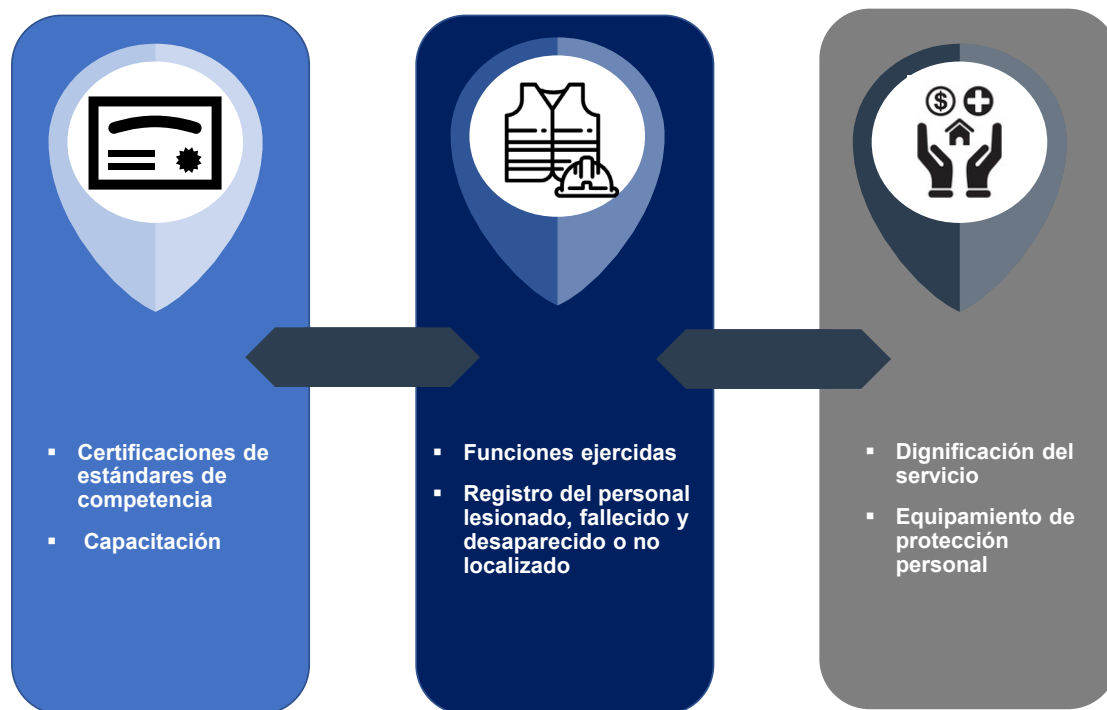 ▪ Certificaciones de
estándares de
competencia
▪ Capacitación
▪ Funciones ejercidas
▪ Registro del personal
lesionado, fallecido y
desaparecido o no
localizado
$
▪ Dignificación del
servicio
▪ Equipamiento de
protección
personal